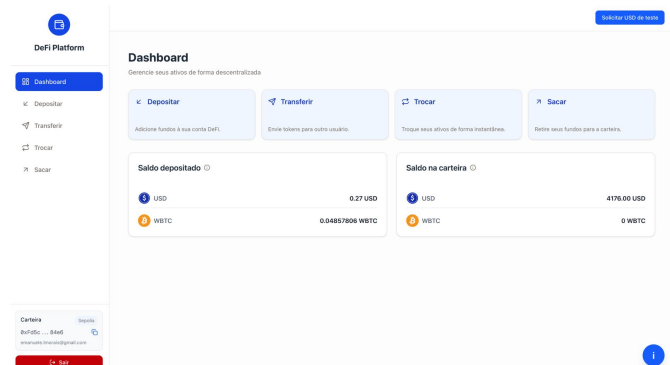 Solicitar USD de teste
DeFi Platform
Dashboard
Depositar
Transferir
Trocar
Sacar
Carteira
Sepolia
0xFd6c ... 84e6
Sair
Dashboard
Gerencie seus ativos de forma descentralizada
Depositar
Adicione fundos à sua conta DeFi.
Transferir
Envie tokens para outro usuário.
Trocar
Troque seus ativos de forma instantânea.
Sacar
Retire seus fundos para a carteira.
Saldo depositado
USD 0.27 USD
WBTC 0.04857806 WBTC
Saldo na carteira
USD 4176.00 USD
WBTC 0 WBTC